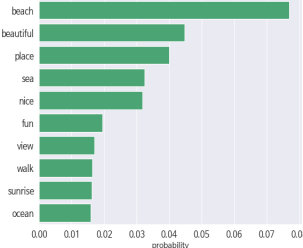 beach
beautiful
place
sea
nice
fun
view
walk
sunrise
ocean
0.00 0.01 0.02 0.03 0.04 0.05 0.06 0.07
probability